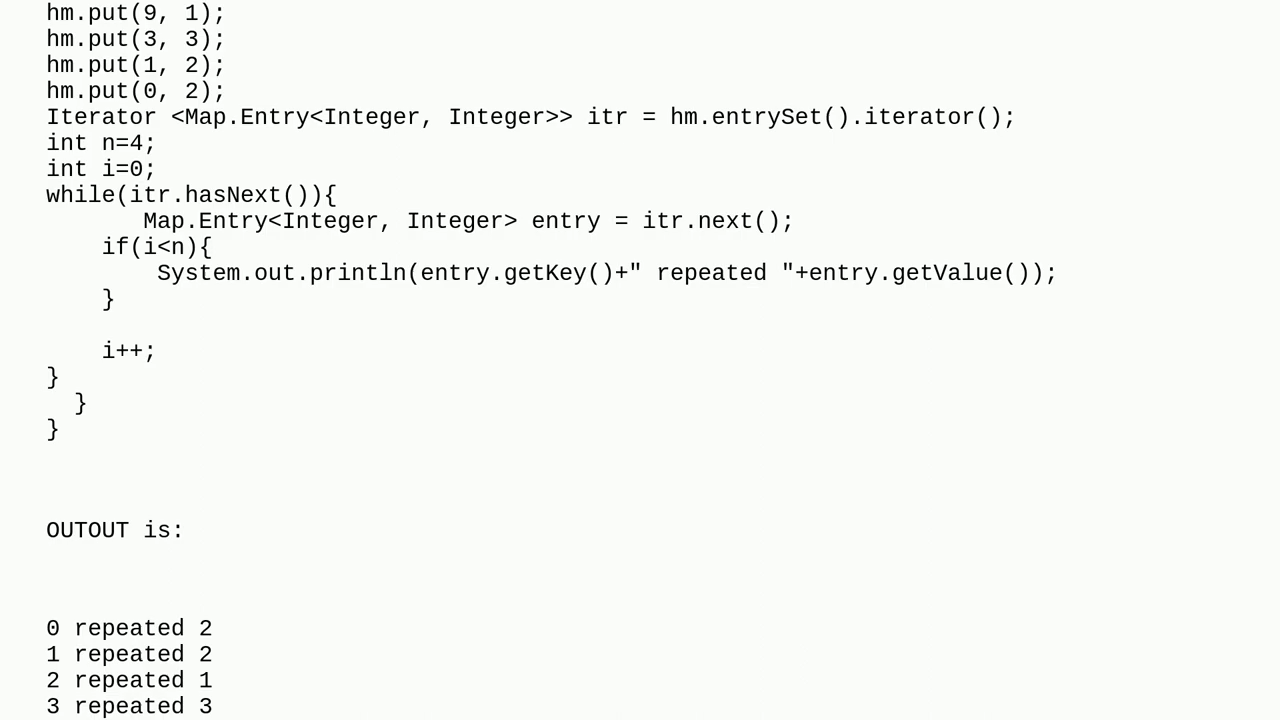 hm.put(9, 1);
hm.put(3, 3);
hm.put(1, 2);
hm.put(0, 2);
Iterator <Map.Entry<Integer, Integer>> itr = hm.entrySet().iterator();
int n=4;
int i=0;
while(itr.hasNext()){
       Map.Entry<Integer, Integer> entry = itr.next();
    if(i<n){
        System.out.println(entry.getKey()+" repeated "+entry.getValue());
    }

    i++;
}
  }
}

OUTOUT is:

0 repeated 2
1 repeated 2
2 repeated 1
3 repeated 3